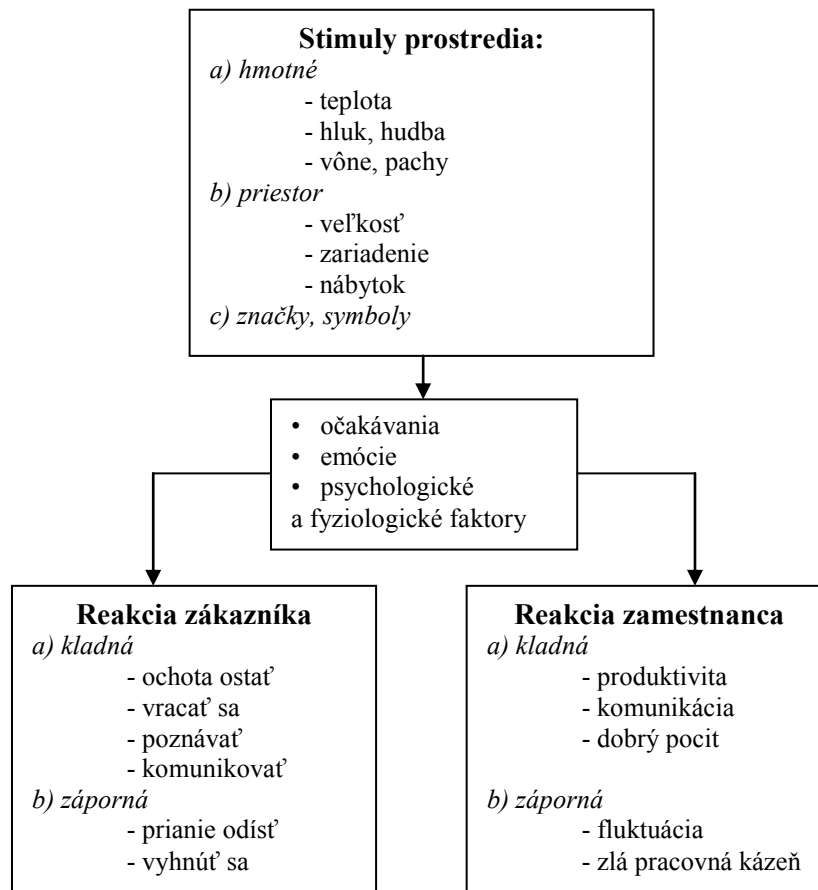 Stimuly prostredia:
a) hmotné
- teplota
- hluk, hudba
- vône, pachy
b) priestor
- veľkosť
- zariadenie
- nábytok
c) značky, symboly
• očakávania
• emócie
• psychologické
a fyziologické faktory
Reakcia zákazníka
a) kladná
- ochota ostať
- vracať sa
- poznávať
- komunikovať
b) záporná
- prianie odísť
- vyhnúť sa
Reakcia zamestnanca
a) kladná
- produktivita
- komunikácia
- dobrý pocit
b) záporná
- fluktuácia
- zlá pracovná kázeň